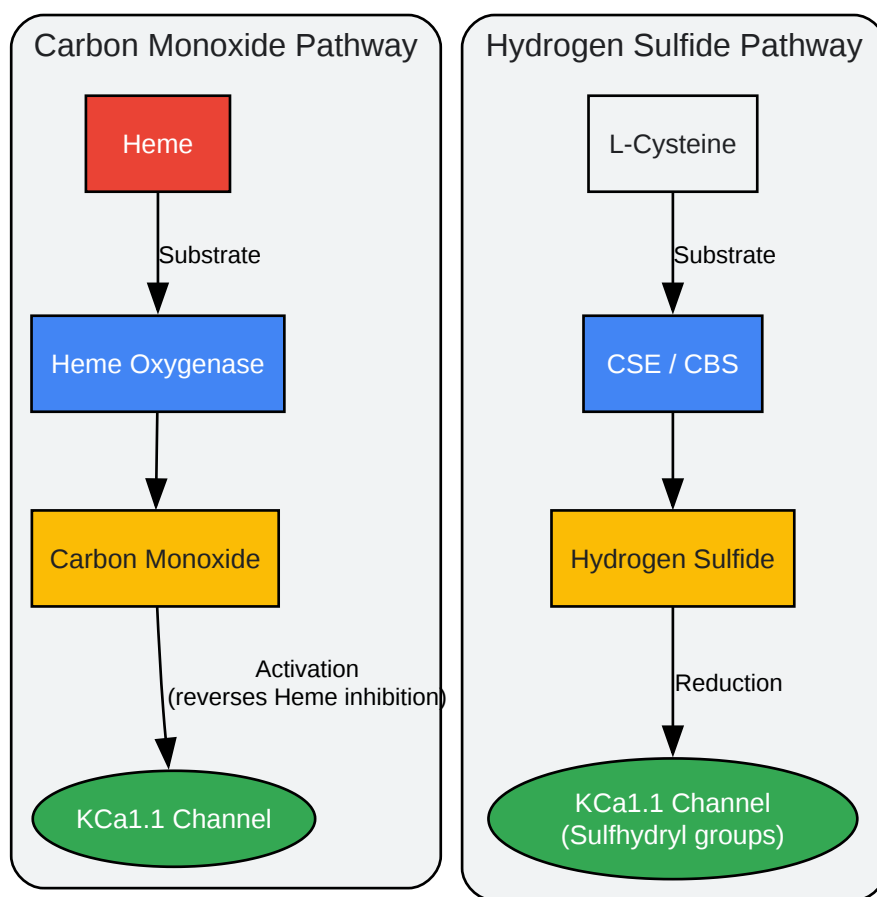 Carbon Monoxide Pathway
Heme
Substrate
Heme Oxygenase
Carbon Monoxide
Activation
(reverses Heme inhibition)
KCa1.1 Channel
Hydrogen Sulfide Pathway
L-Cysteine
Substrate
CSE / CBS
Hydrogen Sulfide
Reduction
KCa1.1 Channel
(Sulfhydryl groups)